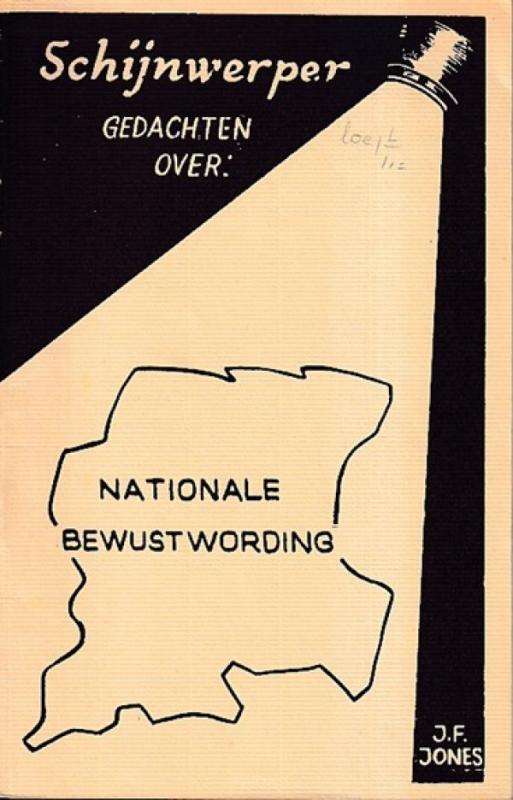 Schijnwerper
GEDACHTEN
OVER:
NATIONALE
BEWUSTWORDING
J.F.
JONES